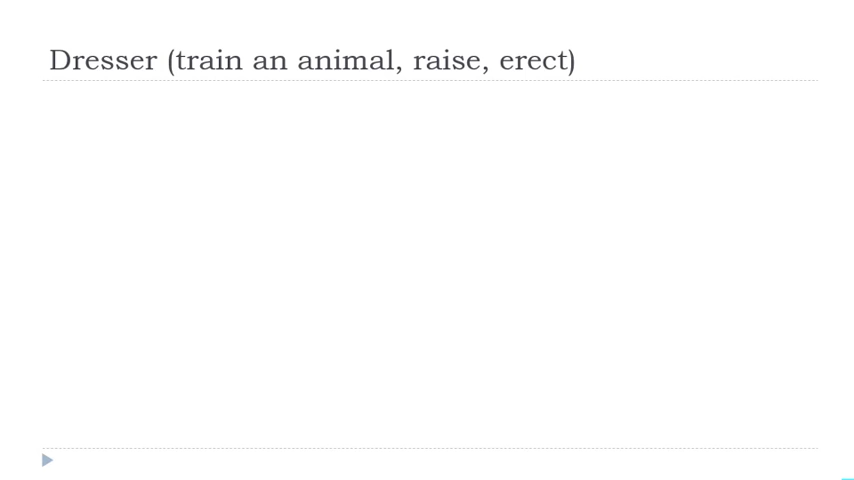 Dresser (train an animal, raise, erect)